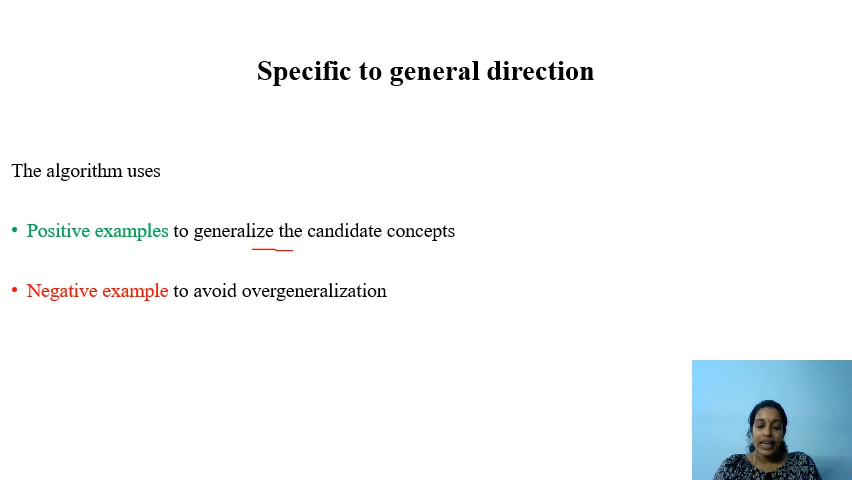 Specific to general direction
The algorithm uses
• Positive examples to generalize the candidate concepts
• Negative example to avoid overgeneralization